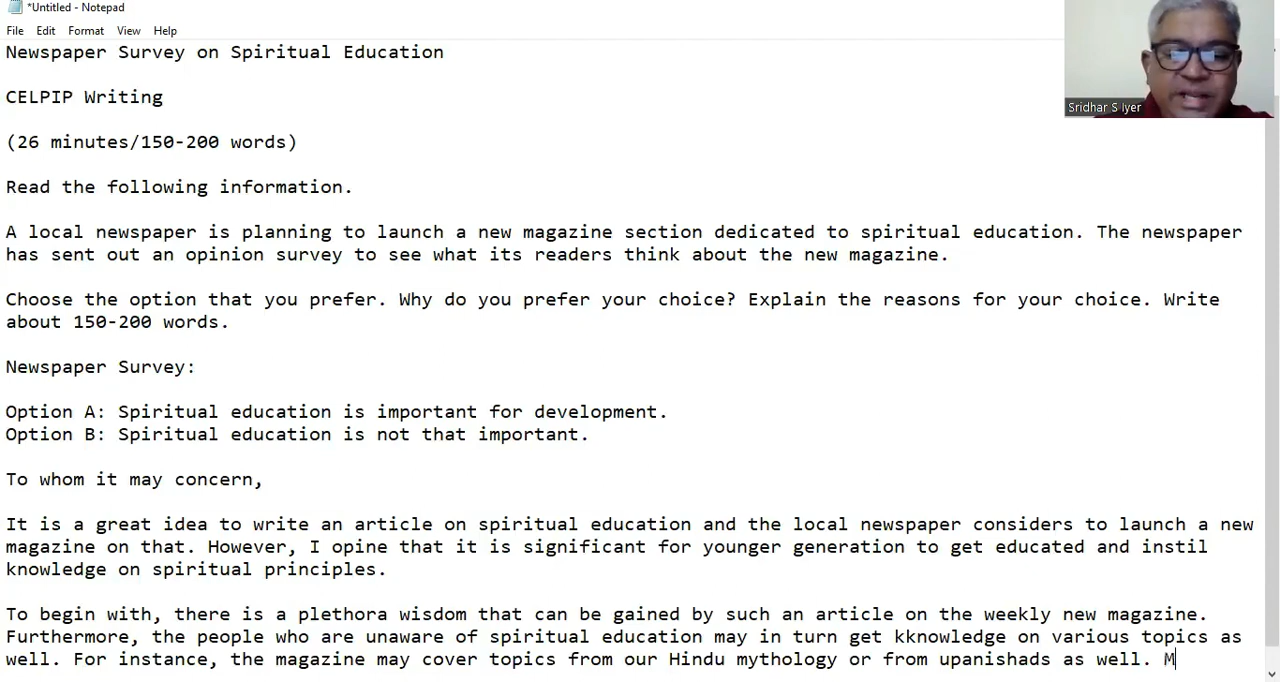 *Untitled - Notepad
File Edit Format View Help
Newspaper Survey on Spiritual Education
CELPIP Writing
(26 minutes/150-200 words)
Read the following information.
A local newspaper is planning to launch a new magazine section dedicated to spiritual education. The newspaper
has sent out an opinion survey to see what its readers think about the new magazine.
Choose the option that you prefer. Why do you prefer your choice? Explain the reasons for your choice. Write
about 150-200 words.
Newspaper Survey:
Option A: Spiritual education is important for development.
Option B: Spiritual education is not that important.
To whom it may concern,
It is a great idea to write an article on spiritual education and the local newspaper considers to launch a new
magazine on that. However, I opine that it is significant for younger generation to get educated and instil
knowledge on spiritual principles.
To begin with, there is a plethora wisdom that can be gained by such an article on the weekly new magazine.
Furthermore, the people who are unaware of spiritual education may in turn get kknowledge on various topics as
well. For instance, the magazine may cover topics from our Hindu mythology or from upanishads as well. M
Sridhar S Iyer